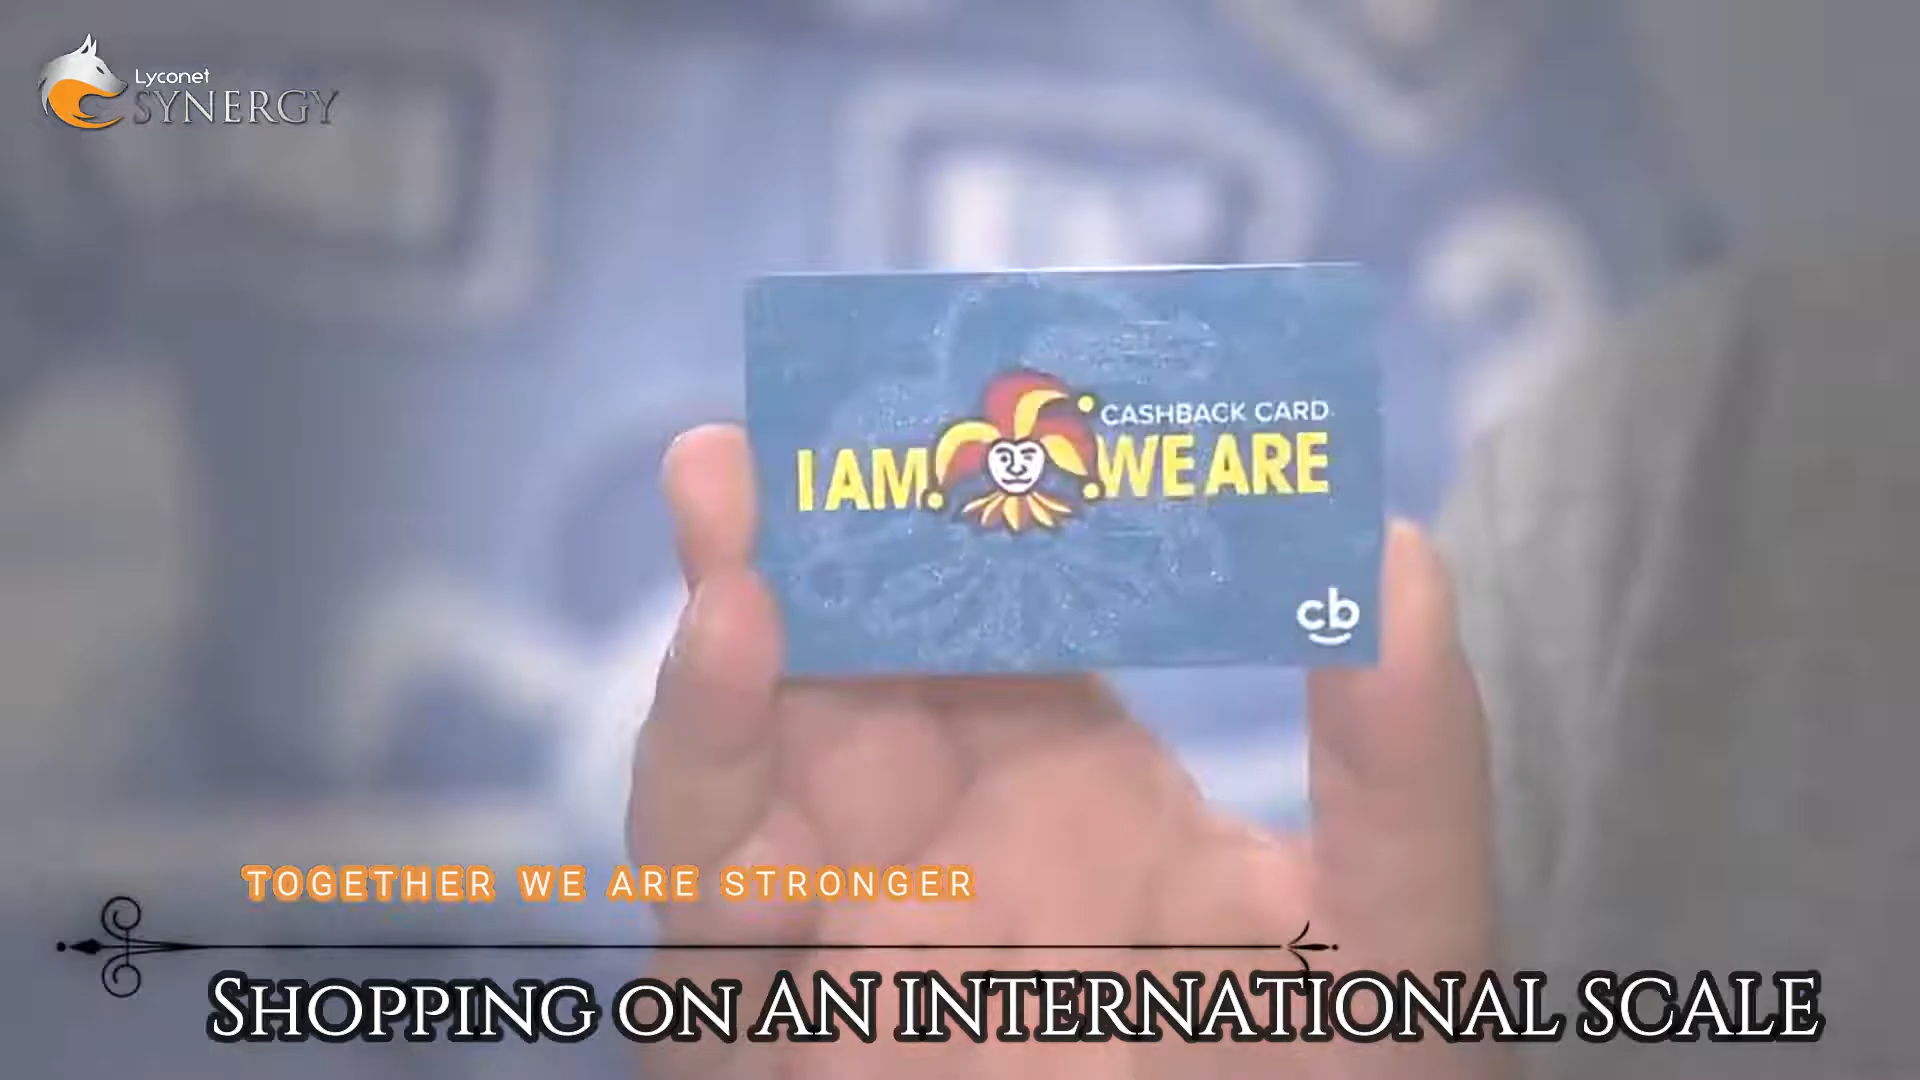 Lyconet
SYNERGY
CASHBACK CARD
I AM WE ARE
cb
TOGETHER WE ARE STRONGER
SHOPPING ON AN INTERNATIONAL SCALE